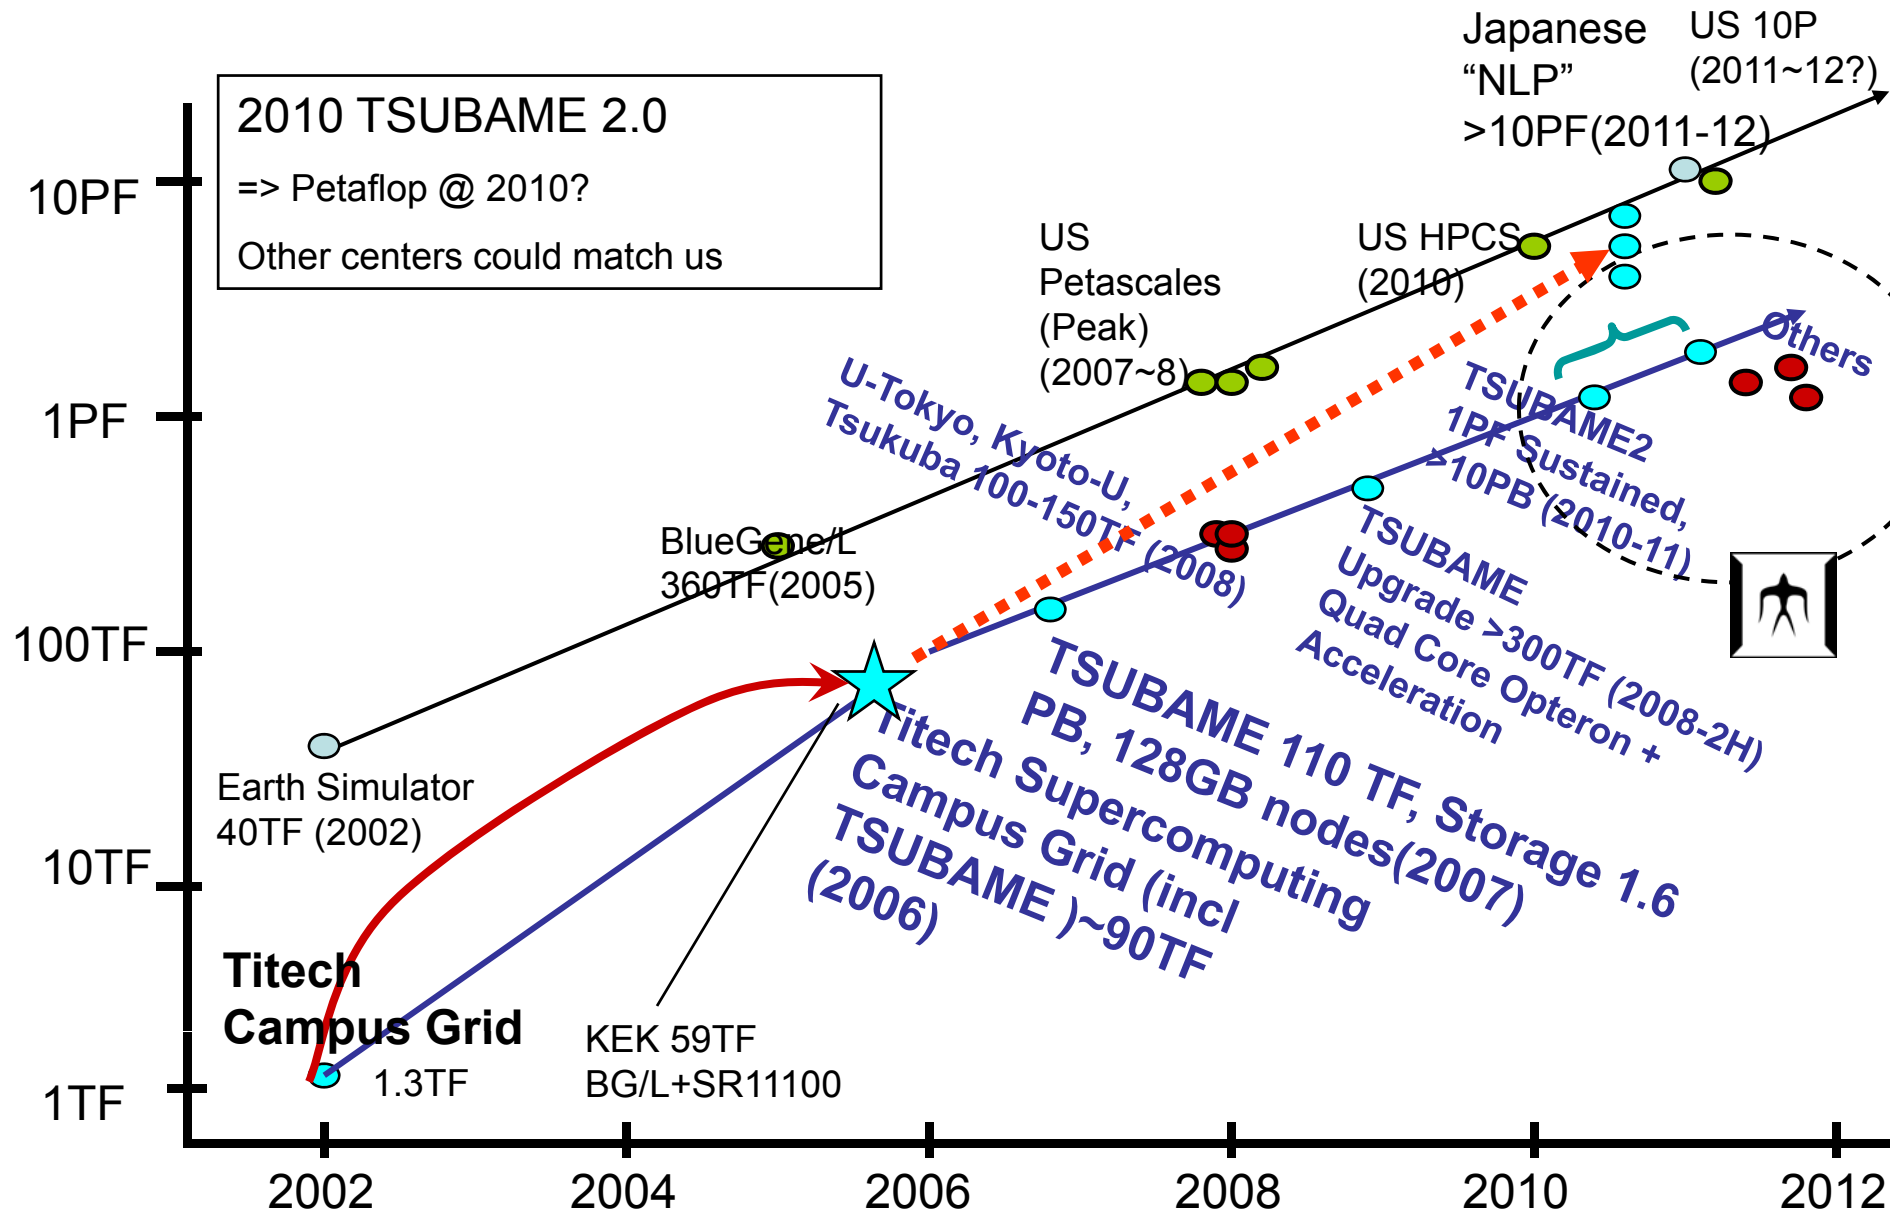 Japanese
“NLP”
>10PF(2011-12)
US 10P
(2011~12?)
2010 TSUBAME 2.0
=> Petaflop @ 2010?
Other centers could match us
10PF
1PF
100TF
10TF
1TF
US
Petascales
(Peak)
(2007~8)
US HPCS
(2010)
Others
U-Tokyo, Kyoto-U,
Tsukuba 100-150TF (2008)
TSUBAME2
1PF Sustained,
>10PB (2010-11)
BlueGene/L
360TF(2005)
TSUBAME
Upgrade >300TF (2008-2H)
Quad Core Opteron +
Acceleration
TSUBAME 110 TF, Storage 1.6
PB, 128GB nodes(2007)
Titech Supercomputing
Campus Grid (incl
TSUBAME )~90TF
(2006)
Earth Simulator
40TF (2002)
Titech
Campus Grid
1.3TF
KEK 59TF
BG/L+SR11100
2002
2004
2006
2008
2010
2012